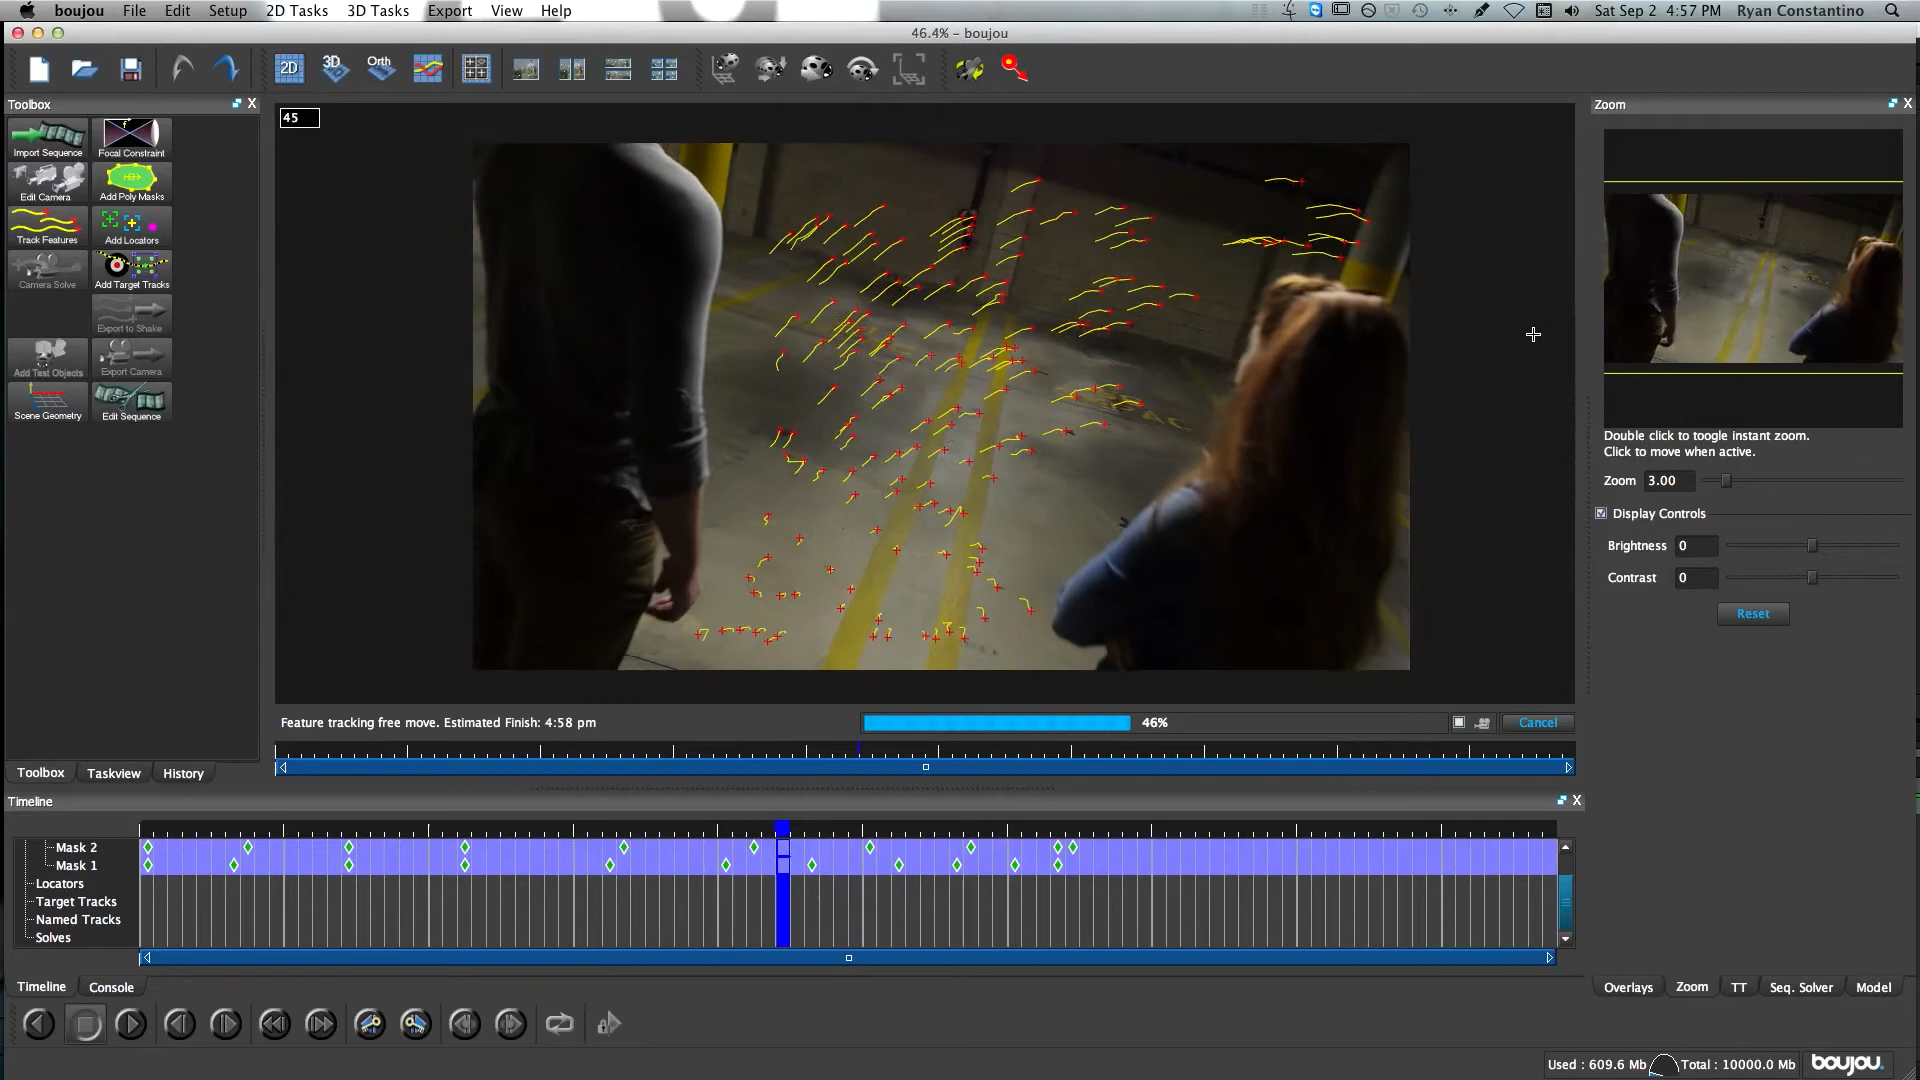 boujou File Edit Setup 2D Tasks 3D Tasks Export View Help Sat Sep 2 4:57 PM Ryan Constantino
46.4% - boujou
2D 3D Orth
Toolbox
Import Sequence Focal Constraint
Edit Camera Add Poly Masks
Track Features Add Locators
Camera Solve Add Target Tracks
Export to Shake
Add Test Objects Export Camera
Scene Geometry Edit Sequence
45
Zoom
Double click to toogle instant zoom.
Click to move when active.
Zoom 3.00
Display Controls
Brightness 0
Contrast 0
Reset
Feature tracking free move. Estimated Finish: 4:58 pm 46% Cancel
Toolbox Taskview History
Timeline
Mask 2
Mask 1
Locators
Target Tracks
Named Tracks
Solves
Timeline Console
Overlays Zoom TT Seq. Solver Model
Used : 609.6 Mb Total : 10000.0 Mb boujou